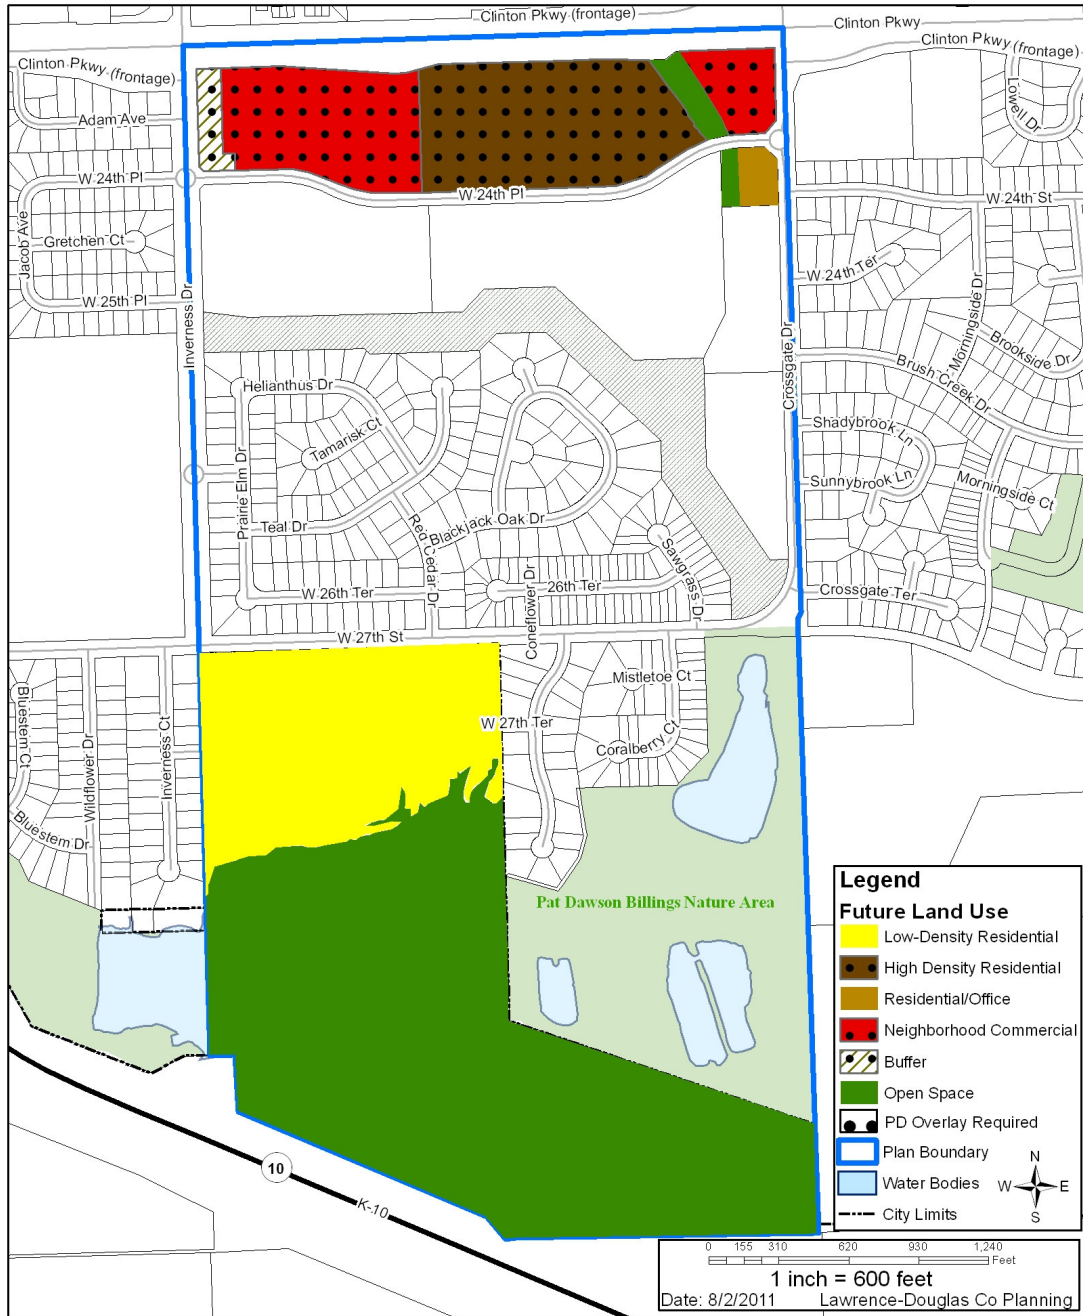 Clinton Pkwy (frontage)
Clinton Pkwy
Clinton Pkwy (frontage)
Clinton Pkwy (frontage)
Lowell Dr
Adam Ave
W 24th Pl
W 24th Pl
W 24th St
Jacob Ave
Gretchen Ct
W 24th Ter
W 25th Pl
Inverness Dr
Crossgate Dr
Morningside Dr
Brookside Dr
Brush Creek Dr
Helianthus Dr
Tamarisk Ct
Shadybrook Ln
Prairie Elm Dr
Sunnybrook Ln
Morningside Ct
Teal Dr
Red Cedar Dr
Blackjack Oak Dr
Sawgrass Dr
Coneflower Dr
W 26th Ter
26th Ter
Crossgate Ter
W 27th St
Mistletoe Ct
Bluestem Ct
Wildflower Dr
Inverness Ct
W 27th Ter
Coralberry Ct
Bluestem Dr
Pat Dawson Billings Nature Area
10
K-10
Legend
Future Land Use
Low-Density Residential
High Density Residential
Residential/Office
Neighborhood Commercial
Buffer
Open Space
PD Overlay Required
Plan Boundary
Water Bodies
City Limits
N
W E
S
0 155 310 620 930 1,240
Feet
1 inch = 600 feet
Date: 8/2/2011 Lawrence-Douglas Co Planning